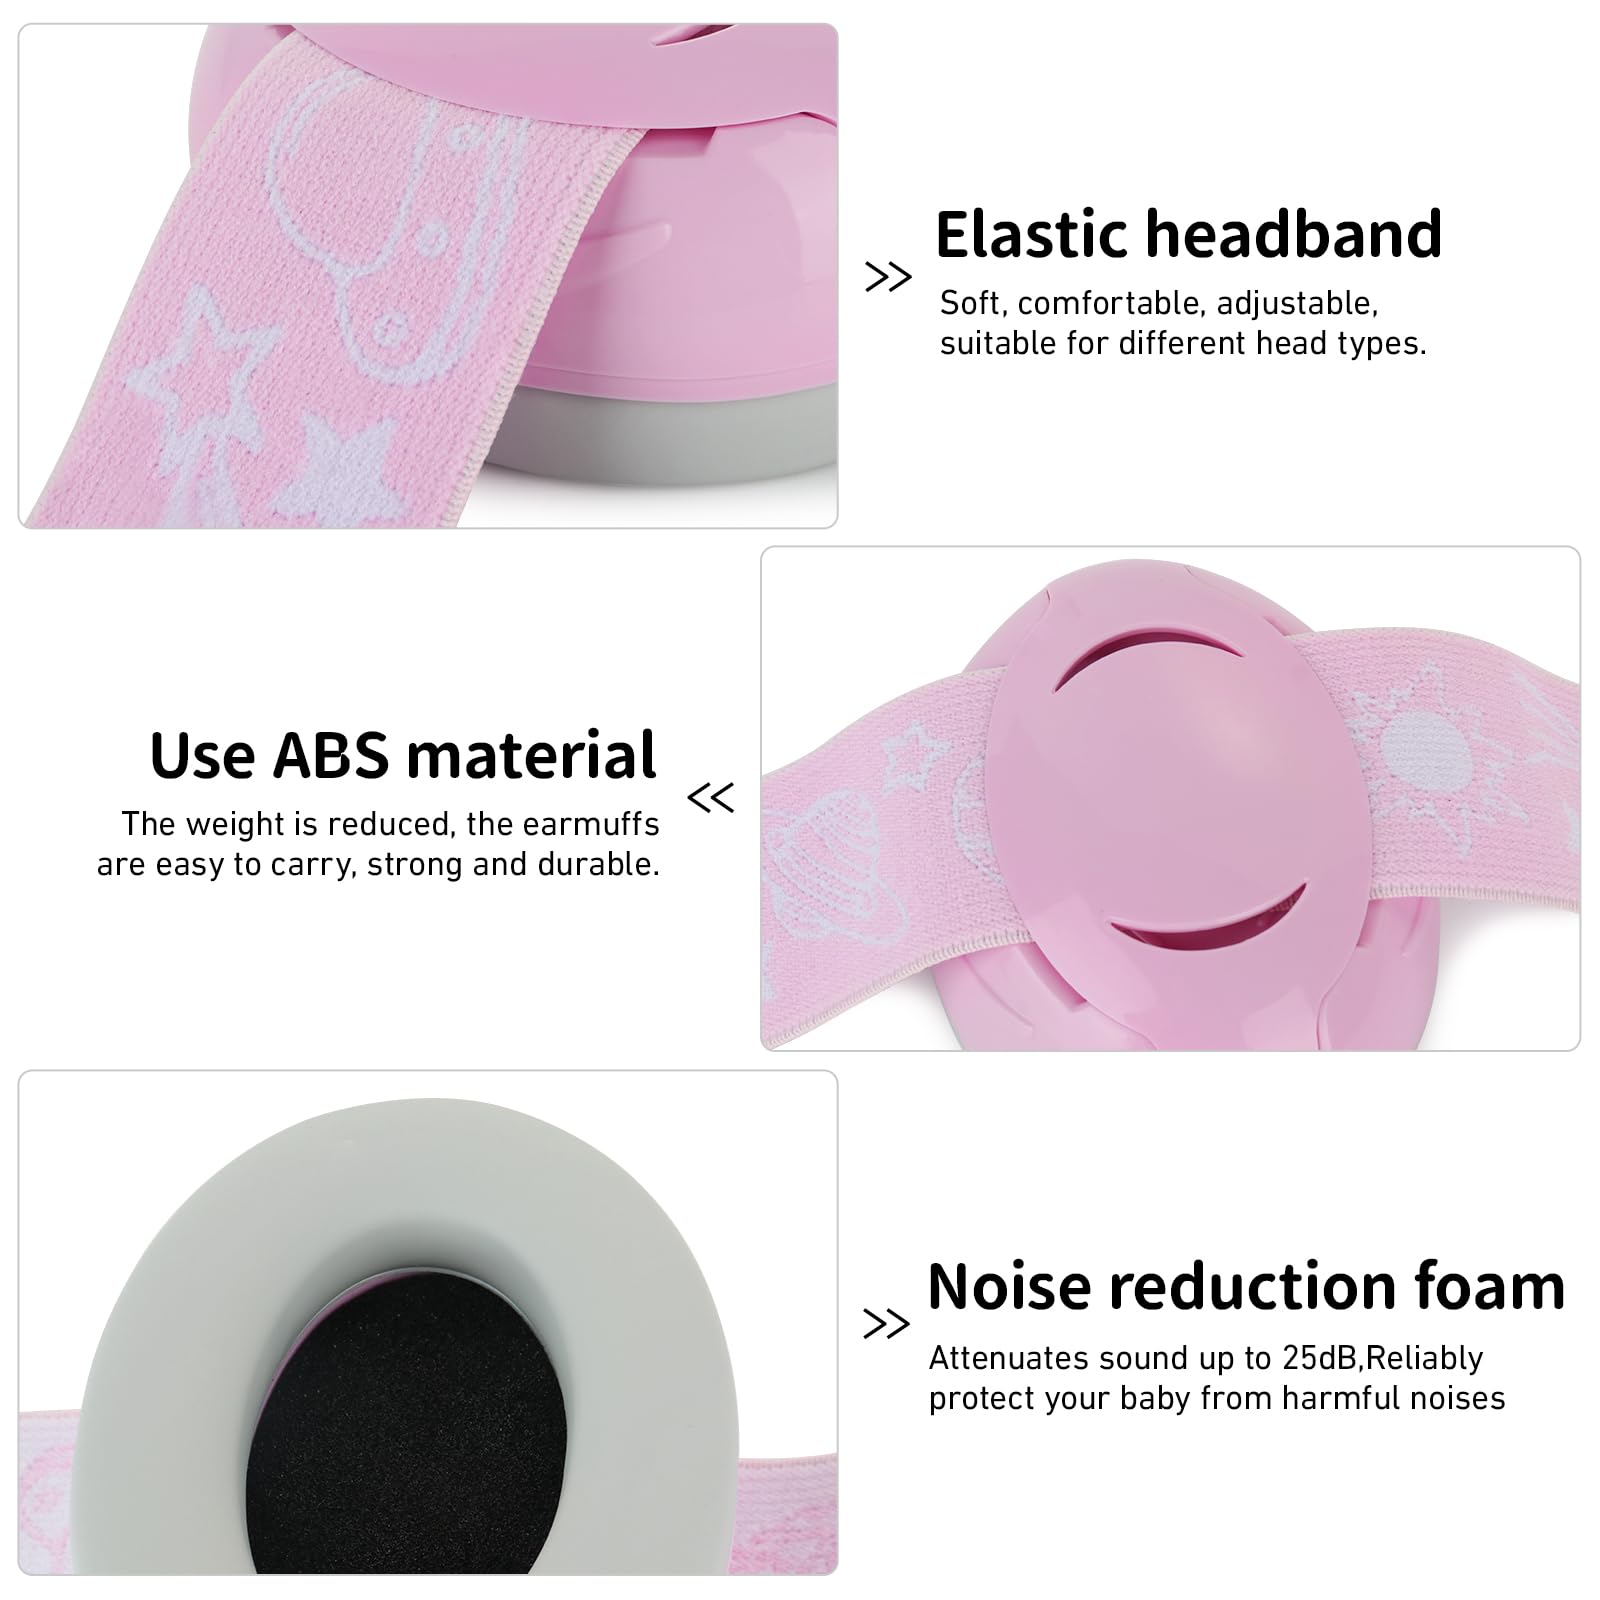 Elastic headband
Soft, comfortable, adjustable,
suitable for different head types.
Use ABS material
The weight is reduced, the earmuffs
are easy to carry, strong and durable.
Noise reduction foam
Attenuates sound up to 25dB,Reliably
protect your baby from harmful noises